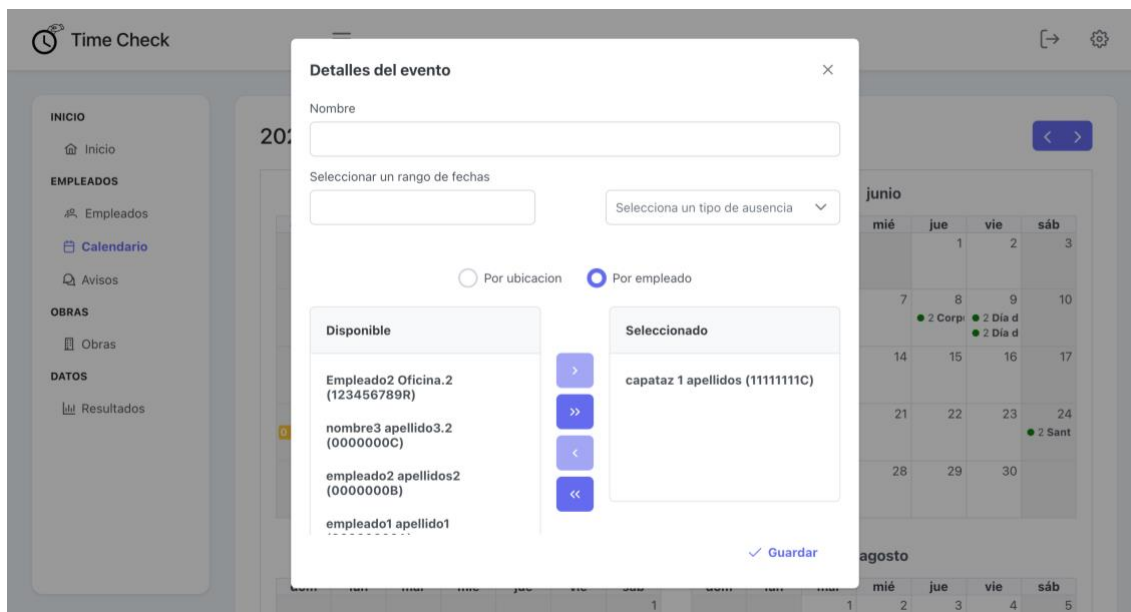 Time Check
Detalles del evento
Nombre
Seleccionar un rango de fechas
Selecciona un tipo de ausencia
Por ubicacion
Por empleado
Disponible
Empleado2 Oficina.2
(123456789R)
nombre3 apellido3.2
(0000000C)
empleado2 apellidos2
(0000000B)
empleado1 apellido1
Seleccionado
capataz 1 apellidos (11111111C)
Guardar
INICIO
Inicio
EMPLEADOS
Empleados
Calendario
Avisos
OBRAS
Obras
DATOS
Resultados
202
junio
mié jue vie sáb
1 2 3
7 8 9 10
2 Corp 2 Día d
2 Día d
14 15 16 17
21 22 23 24
2 Sant
28 29 30
agosto
mié jue vie sáb
1 1 2 3 4 5